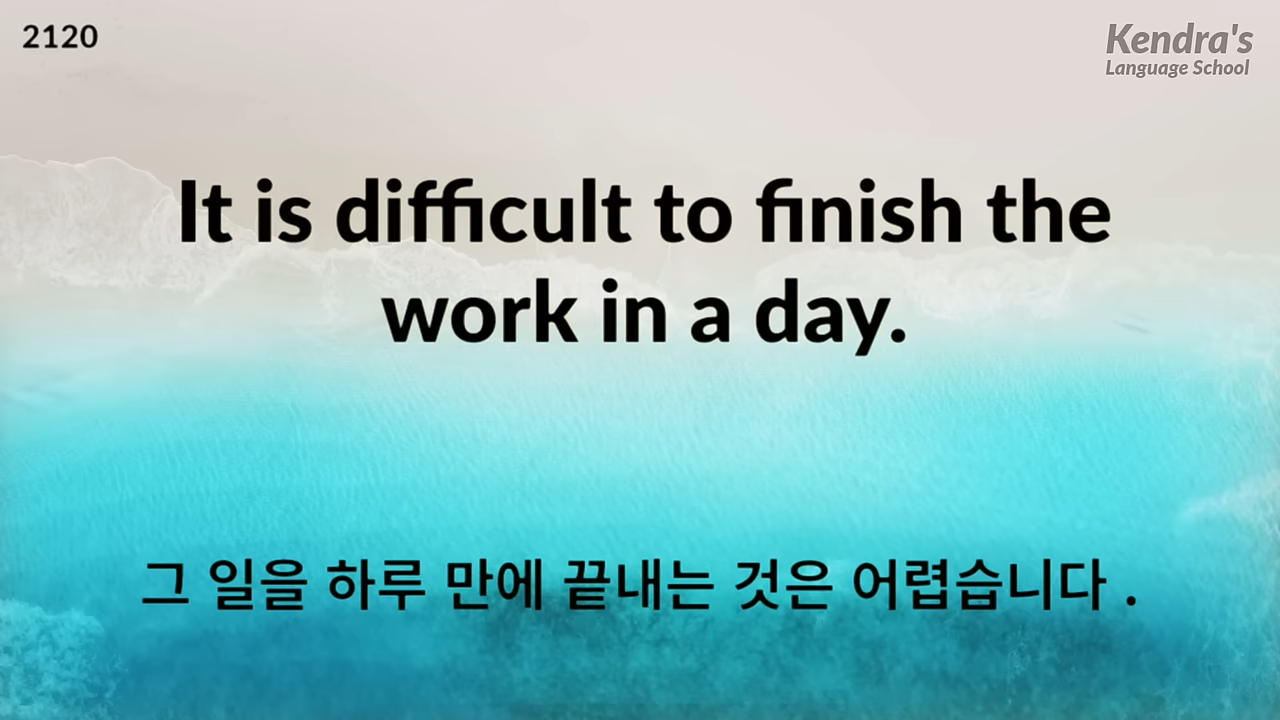 2120
Kendra's
Language School
It is difficult to finish the
work in a day.
그 일을 하루 만에 끝내는 것은 어렵습니다 .